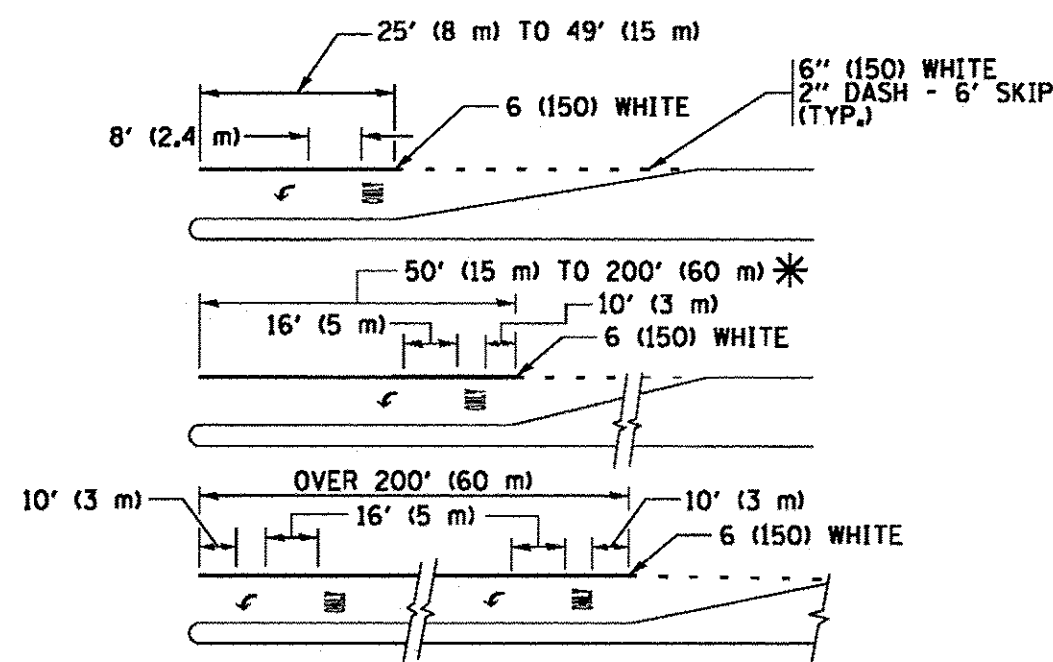 25' (8 m) TO 49' (15 m)
6" (150) WHITE
2" DASH - 6' SKIP
(TYP.)
6 (150) WHITE
8' (2.4 m)
50' (15 m) TO 200' (60 m) *
10' (3 m)
16' (5 m)
6 (150) WHITE
OVER 200' (60 m)
10' (3 m)
10' (3 m)
16' (5 m)
6 (150) WHITE